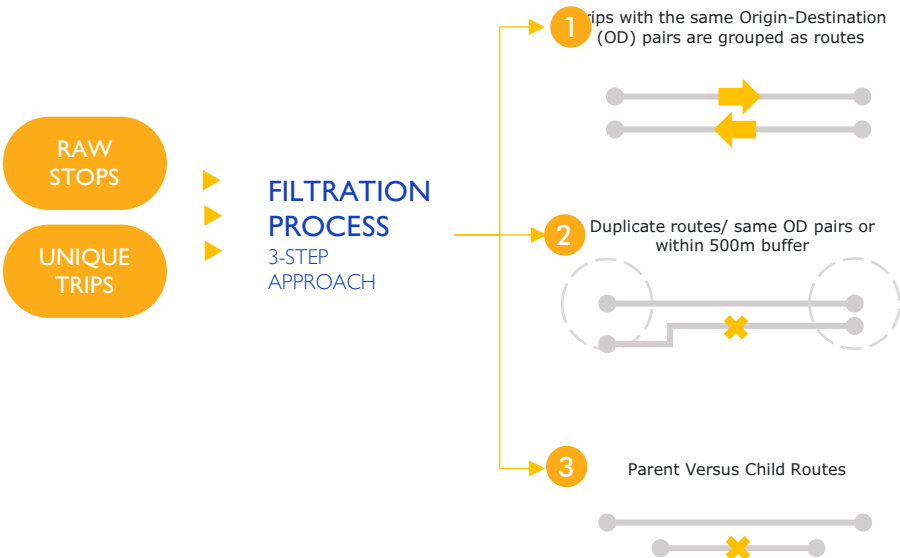 RAW
STOPS
UNIQUE
TRIPS
FILTRATION
PROCESS
3-STEP
APPROACH
1
rips with the same Origin-Destination
(OD) pairs are grouped as routes
2
Duplicate routes/ same OD pairs or
within 500m buffer
3
Parent Versus Child Routes